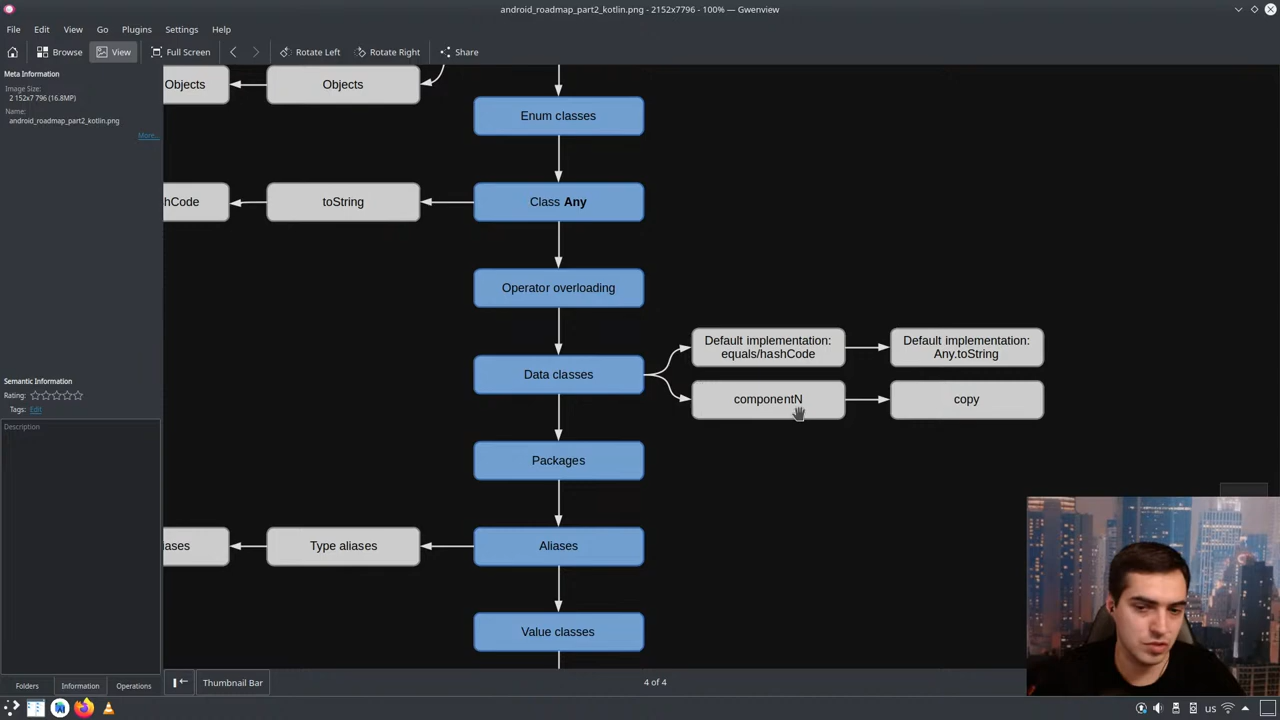 android_roadmap_part2_kotlin.png - 2152x7796 - 100% — Gwenview
File Edit View Go Plugins Settings Help
Browse View Full Screen Rotate Left Rotate Right Share
Meta Information
Image Size:
2 152x7 796 (16.8MP)
Name:
android_roadmap_part2_kotlin.png
More...
Objects
Objects
Enum classes
hCode
toString
Class Any
Operator overloading
Data classes
Default implementation:
equals/hashCode
Default implementation:
Any.toString
componentN
copy
Packages
ases
Type aliases
Aliases
Value classes
Semantic Information
Rating:
Tags: Edit
Description
Folders Information Operations
Thumbnail Bar
4 of 4
us